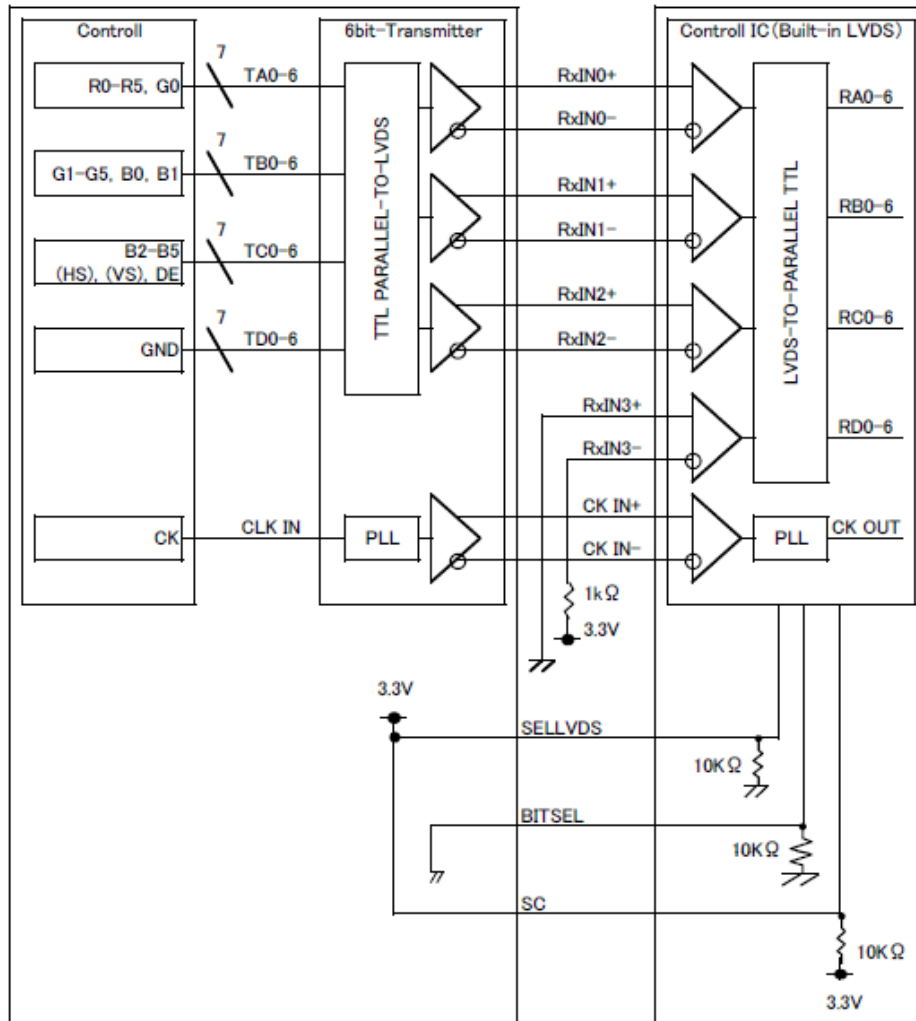 Controll
6bit-Transmitter
Controll IC(Built-in LVDS)
R0-R5, G0
7
TA0-6
G1-G5, B0, B1
7
TB0-6
B2-B5
(HS), (VS), DE
7
TC0-6
GND
7
TD0-6
CK
CLK IN
TTL PARALLEL-TO-LVDS
PLL
RxIN0+
RxIN0-
RxIN1+
RxIN1-
RxIN2+
RxIN2-
RxIN3+
RxIN3-
CK IN+
CK IN-
1kΩ
3.3V
LVDS-TO-PARALLEL TTL
PLL
RA0-6
RB0-6
RC0-6
RD0-6
CK OUT
3.3V
SELLVDS
10KΩ
BITSEL
10KΩ
SC
10KΩ
3.3V